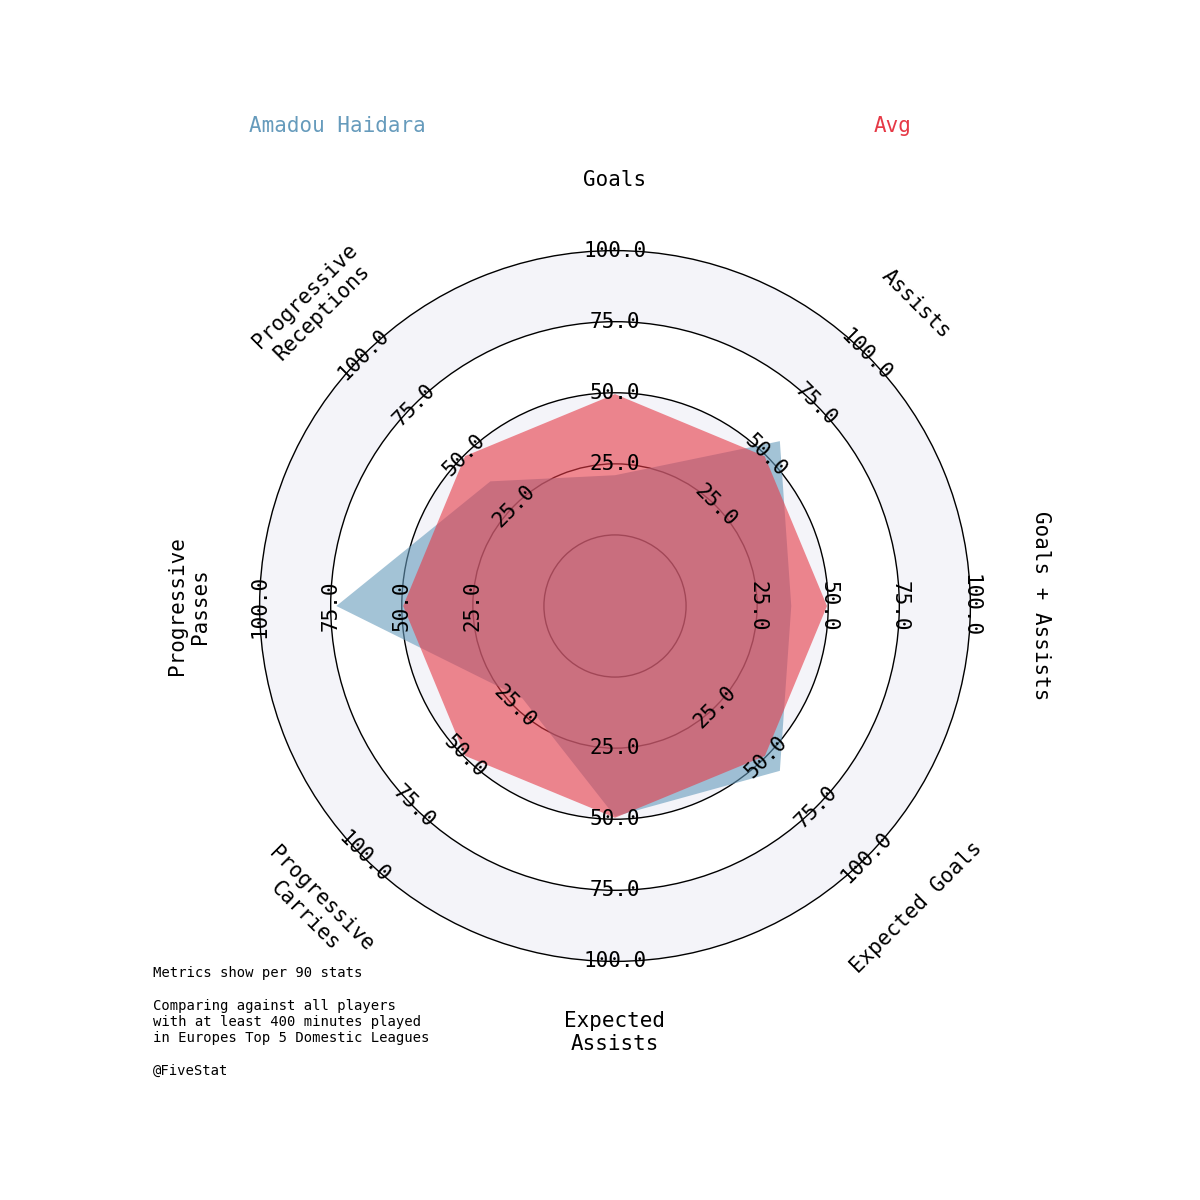 Amadou Haidara
Avg
Goals
Progressive
Receptions
Assists
100.0
75.0
50.0
25.0
100.0
75.0
50.0
25.0
100.0
75.0
50.0
25.0
Progressive
Passes
100.0
75.0
50.0
25.0
25.0
50.0
75.0
100.0
Goals + Assists
25.0
50.0
75.0
100.0
25.0
50.0
75.0
100.0
25.0
50.0
75.0
100.0
Progressive
Carries
Expected Goals
Expected
Assists
Metrics show per 90 stats
Comparing against all players
with at least 400 minutes played
in Europes Top 5 Domestic Leagues
@FiveStat